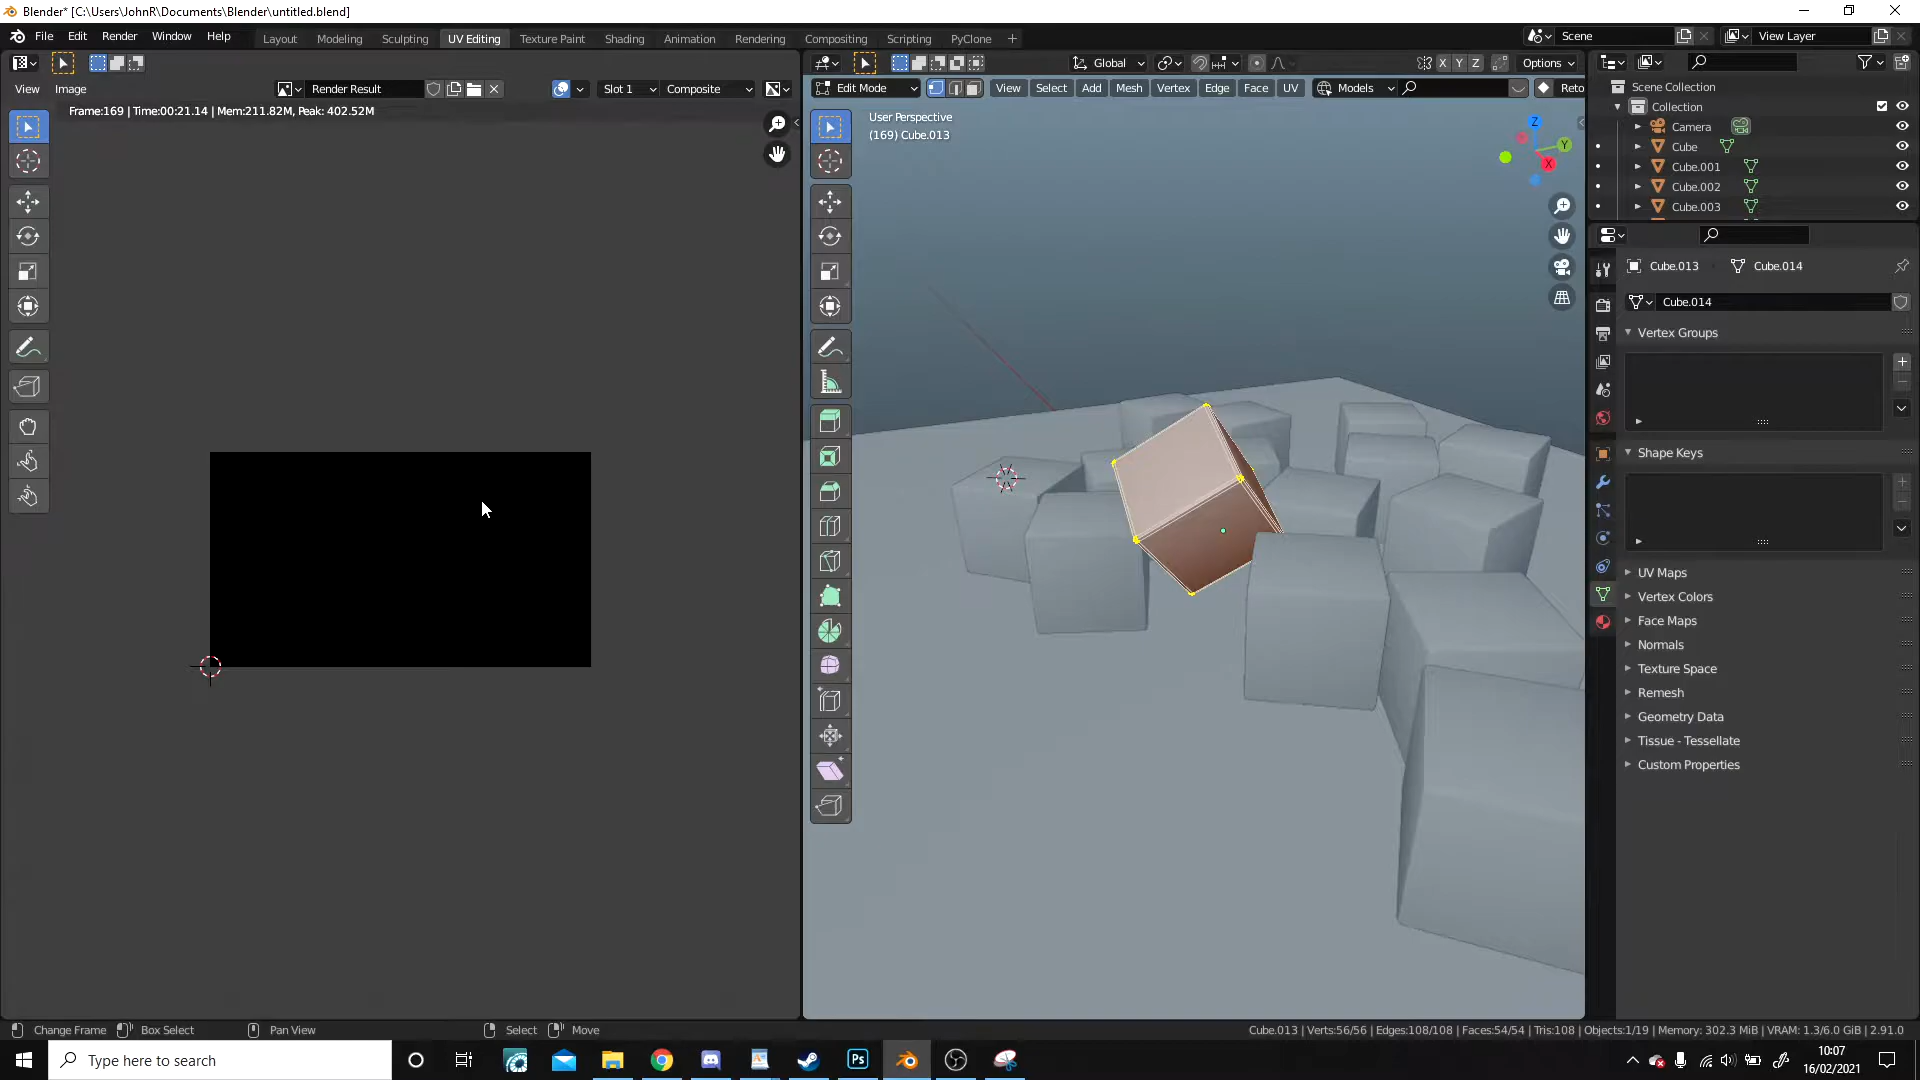 Blender* [C:\Users\JohnR\Documents\Blender\untitled.blend]
File Edit Render Window Help Layout Modeling Sculpting UV Editing Texture Paint Shading Animation Rendering Compositing Scripting PyClone + Scene View Layer
Global X Y Z Options
View Image Render Result Slot 1 Composite
Edit Mode View Select Add Mesh Vertex Edge Face UV Models Reto
Frame:169 | Time:00:21.14 | Mem:211.82M, Peak: 402.52M
User Perspective
(169) Cube.013
Z
Y
X
Scene Collection
Collection
Camera
Cube
Cube.001
Cube.002
Cube.003
Cube.013 Cube.014
Cube.014
Vertex Groups
Shape Keys
UV Maps
Vertex Colors
Face Maps
Normals
Texture Space
Remesh
Geometry Data
Tissue - Tessellate
Custom Properties
Change Frame Box Select Pan View Select Move Cube.013 | Verts:56/56 | Edges:108/108 | Faces:54/54 | Tris:108 | Objects:1/19 | Memory: 302.3 MiB | VRAM: 1.3/6.0 GiB | 2.91.0
Type here to search Ps
10:07
16/02/2021